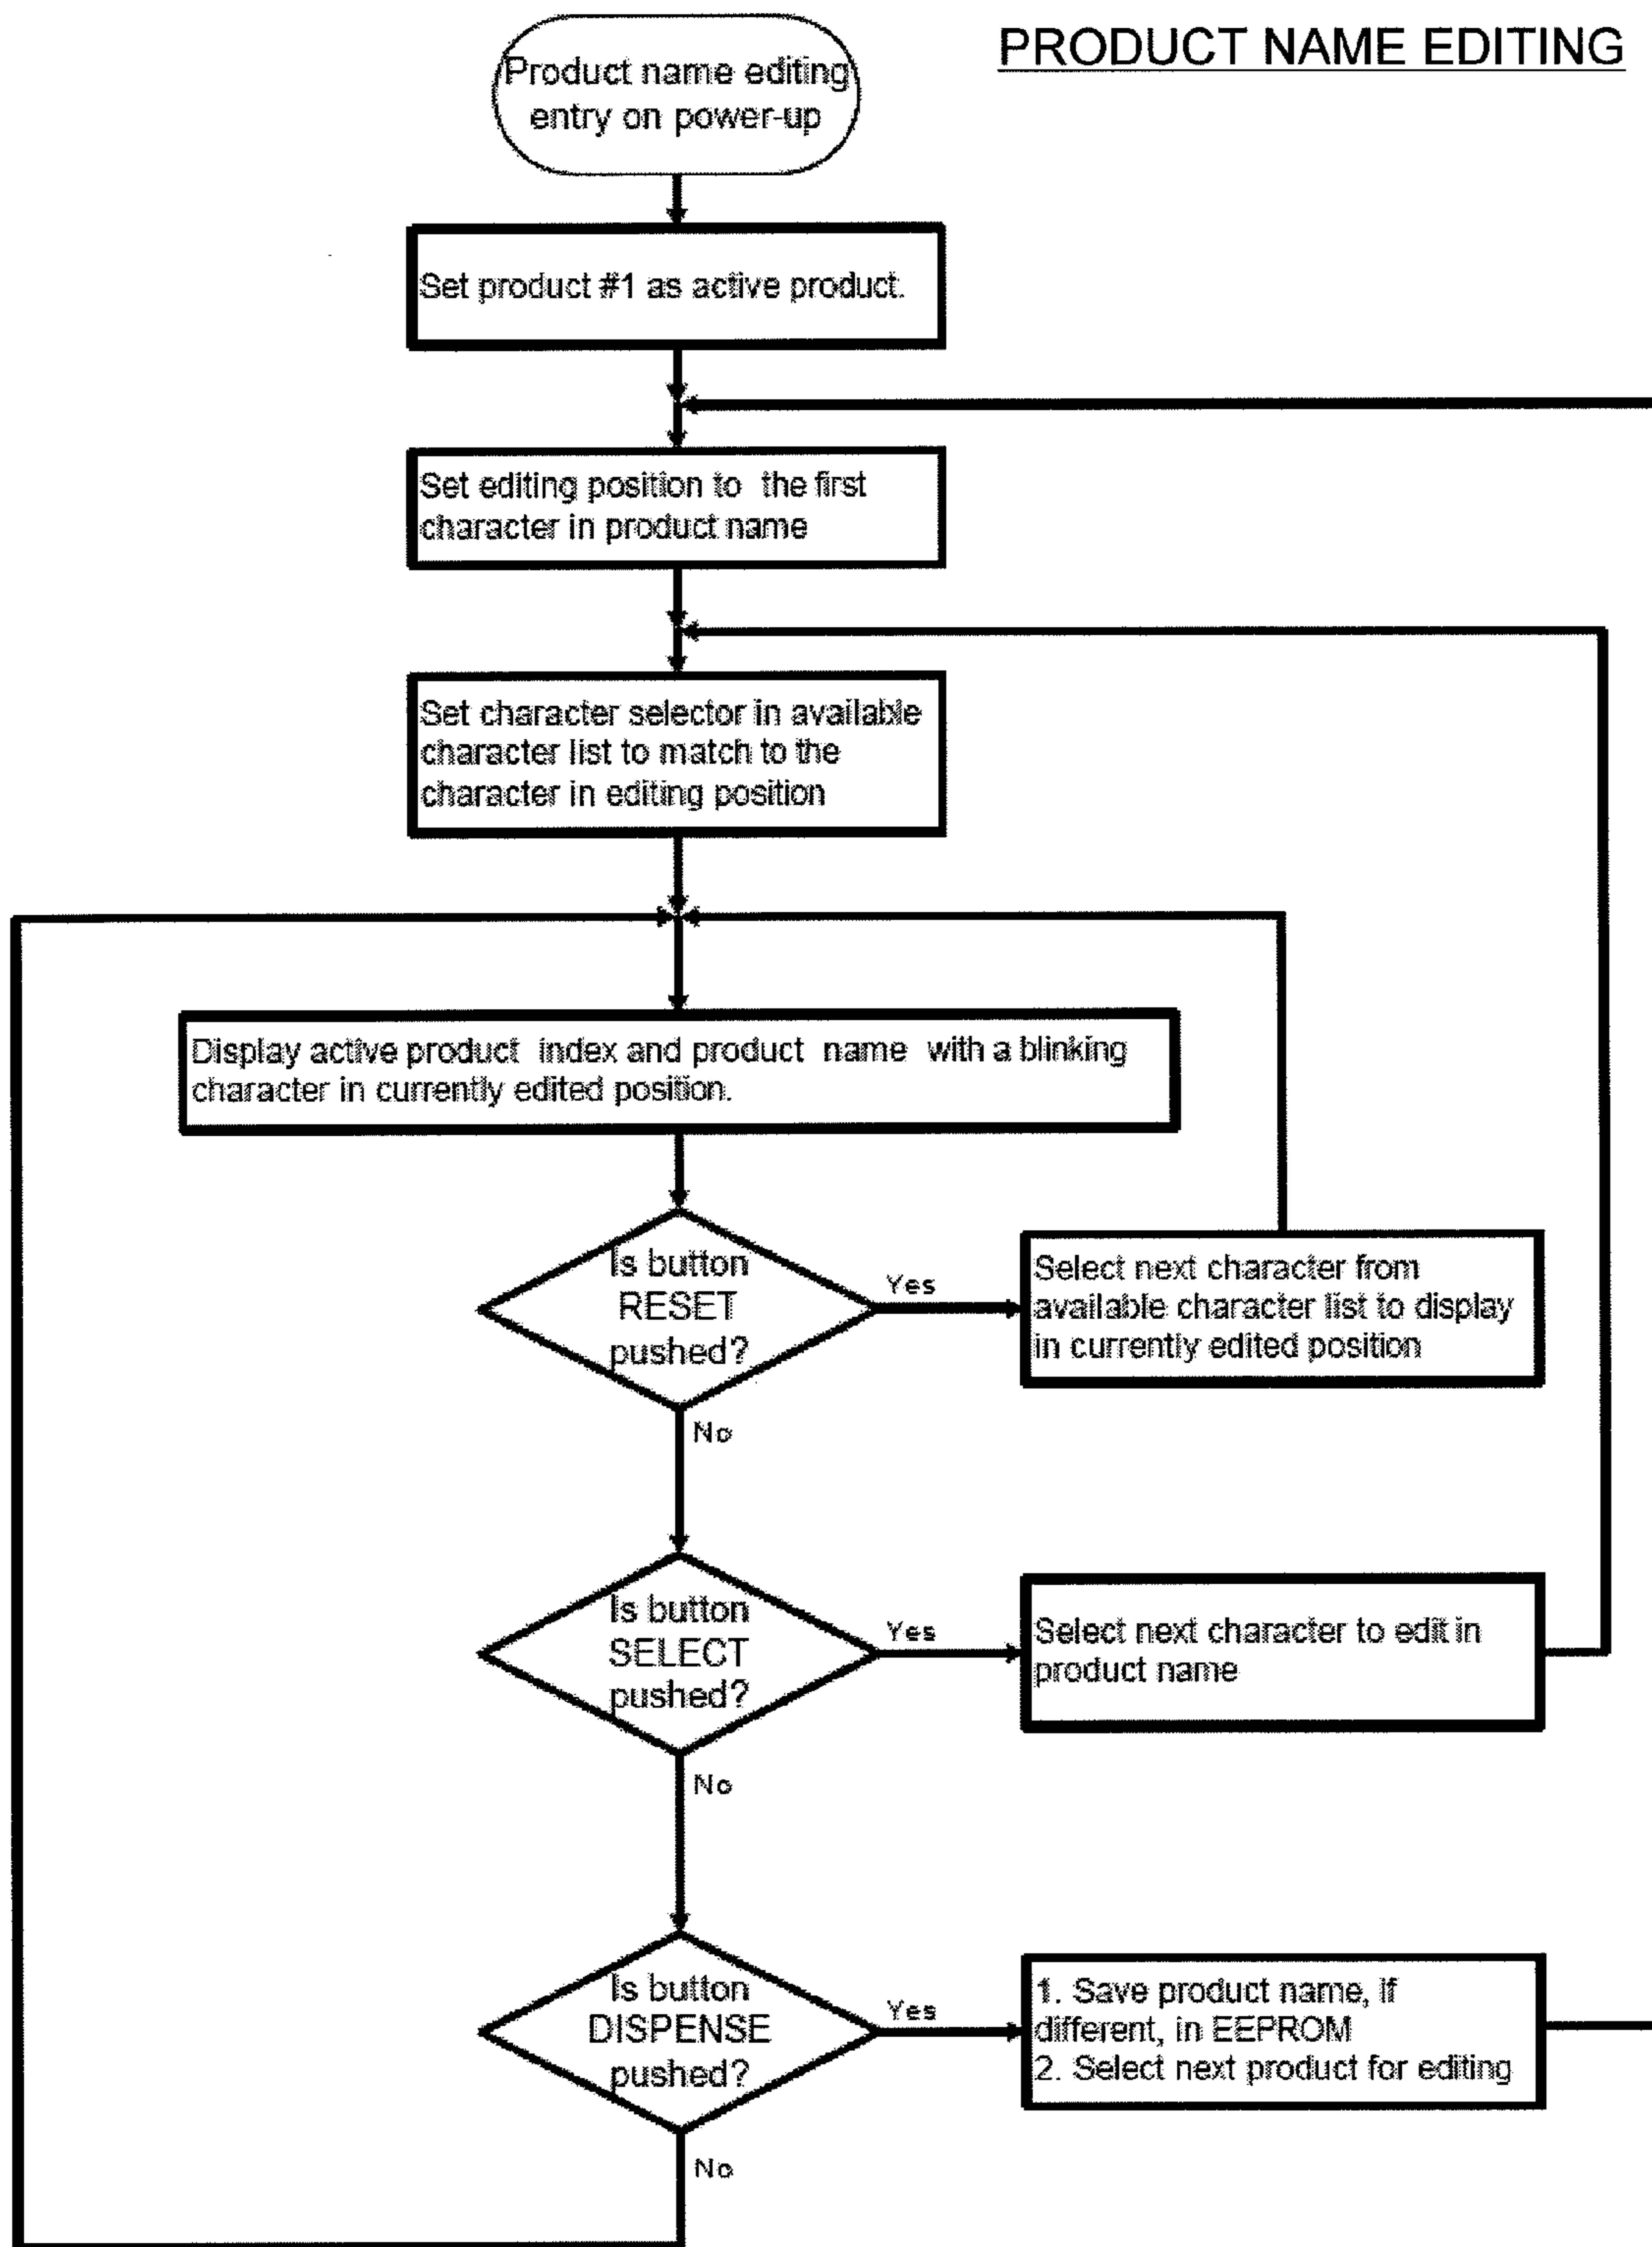 PRODUCT NAME EDITING
Product name editing
entry on power-up
Set product #1 as active product.
Set editing position to the first
character in product name
Set character selector in available
character list to match to the
character in editing position
Display active product index and product name with a blinking
character in currently edited position.
Is button
RESET
pushed?
Yes
Select next character from
available character list to display
in currently edited position
No
Is button
SELECT
pushed?
Yes
Select next character to edit in
product name
No
Is button
DISPENSE
pushed?
Yes
1. Save product name, if
different, in EEPROM
2. Select next product for editing
No